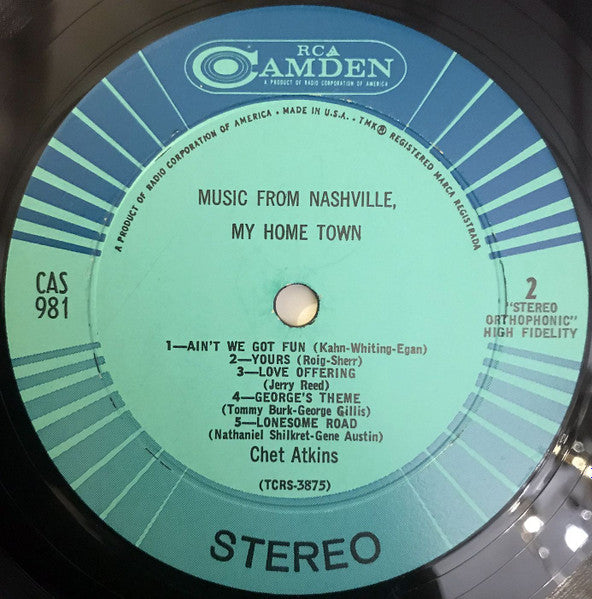 RCA
CAMDEN
A PRODUCT OF RADIO CORPORATION OF AMERICA
A PRODUCT OF RADIO CORPORATION OF AMERICA • MADE IN U.S.A. • TMK® REGISTERED MARCA REGISTRADA
MUSIC FROM NASHVILLE,
MY HOME TOWN
CAS
981
2
"STEREO
ORTHOPHONIC"
HIGH FIDELITY
1—AIN'T WE GOT FUN (Kahn-Whiting-Egan)
2—YOURS (Roig-Sherr)
3—LOVE OFFERING
(Jerry Reed)
4—GEORGE'S THEME
(Tommy Burk-George Gillis)
5—LONESOME ROAD
(Nathaniel Shilkret-Gene Austin)
Chet Atkins
(TCRS-3875)
STEREO